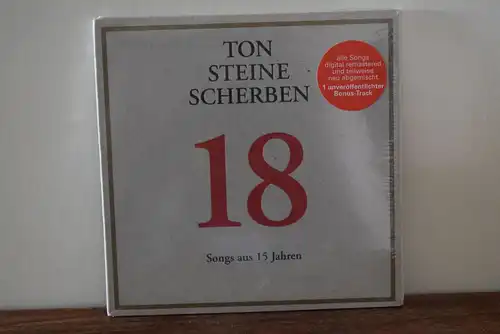 TON
STEINE
SCHERBEN
18
Songs aus 15 Jahren
alle Songs
digital remastered
und teilweise
neu abgemischt
1 unveröffentlichter
Bonus-Track